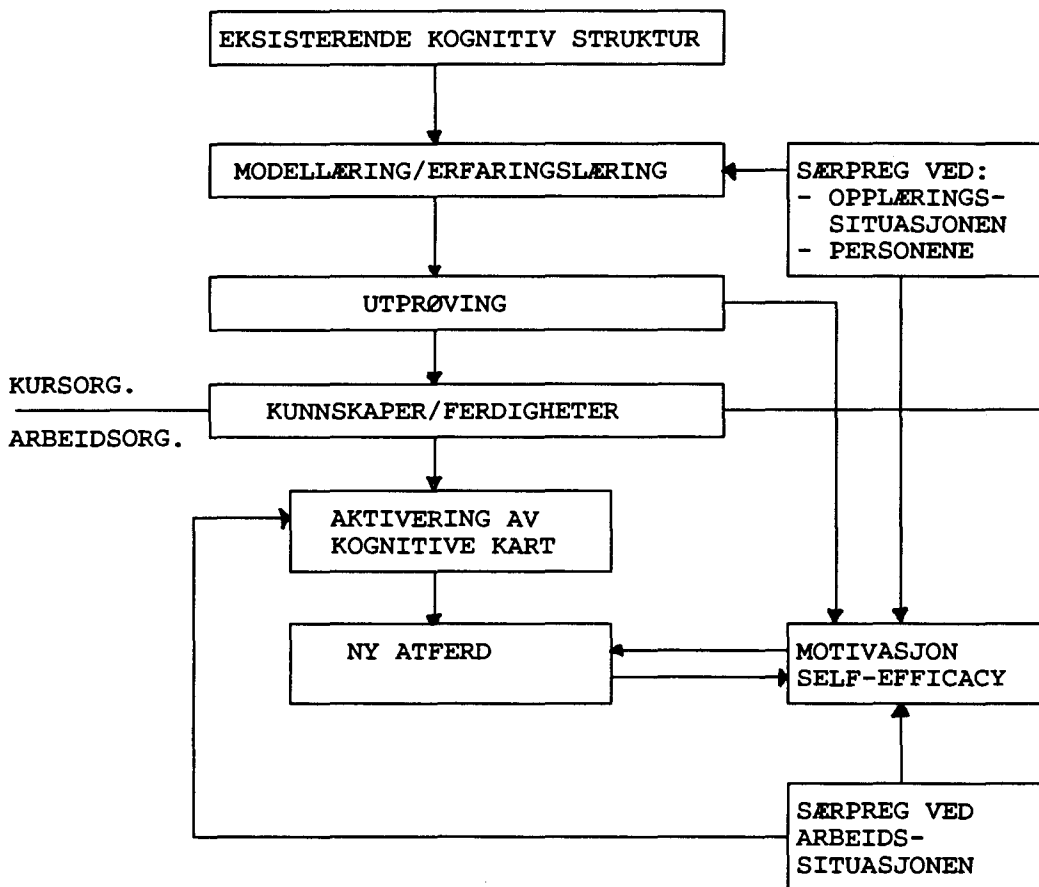 EKSISTERENDE KOGNITIV STRUKTUR
MODELLÆRING/ERFARINGSLÆRING
SÆRPREG VED:
- OPPLÆRINGS-
SITUASJONEN
- PERSONENE
UTPRØVING
KURSORG.
KUNNSKAPER/FERDIGHETER
ARBEIDSORG.
AKTIVERING AV
KOGNITIVE KART
NY ATFERD
MOTIVASJON
SELF-EFFICACY
SÆRPREG VED
ARBEIDS-
SITUASJONEN